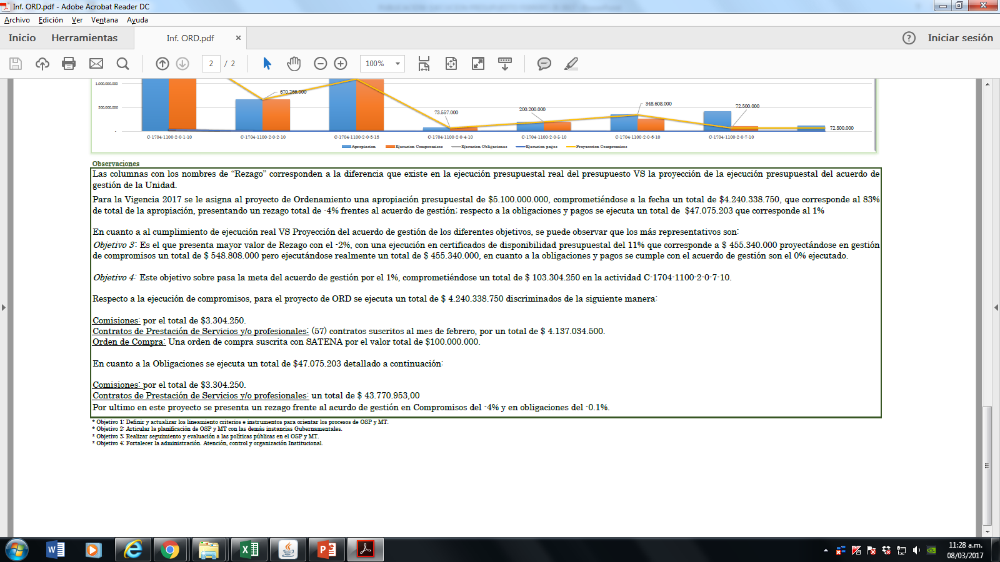 Inf. ORD.pdf - Adobe Acrobat Reader DC
Archivo Edición Ver Ventana Ayuda
Inicio Herramientas Inf. ORD.pdf × ? Iniciar sesión
2 / 2 100%
1.000.000.000
670.266.000
500.000.000
73.557.000
200.200.000
348.608.000
72.500.000
72.500.000
-
C-1704-1100-2-0-1-10 C-1704-1100-2-0-2-10 C-1704-1100-2-0-3-13 C-1704-1100-2-0-4-10 C-1704-1100-2-0-5-10 C-1704-1100-2-0-6-10 C-1704-1100-2-0-7-10
Apropiacion Ejecucion Compromisos Ejecucion Obligaciones Ejecucion pagos Proyecccion Compromisos
Observaciones
Las columnas con los nombres de “Rezago” corresponden a la diferencia que existe en la ejecución presupuestal real del presupuesto VS la proyección de la ejecución presupuestal del acuerdo de
gestión de la Unidad.
Para la Vigencia 2017 se le asigna al proyecto de Ordenamiento una apropiación presupuestal de $5.100.000.000, comprometiéndose a la fecha un total de $4.240.338.750, que corresponde al 83%
de total de la apropiación, presentando un rezago total de -4% frentes al acuerdo de gestión; respecto a la obligaciones y pagos se ejecuta un total de $47.075.203 que corresponde al 1%
En cuanto a al cumplimiento de ejecución real VS Proyección del acuerdo de gestión de los diferentes objetivos, se puede observar que los más representativos son:
Objetivo 3: Es el que presenta mayor valor de Rezago con el -2%, con una ejecución en certificados de disponibilidad presupuestal del 11% que corresponde a $ 455.340.000 proyectándose en gestión
de compromisos un total de $ 548.808.000 pero ejecutándose realmente un total de $ 455.340.000, en cuanto a la obligaciones y pagos se cumple con el acuerdo de gestión son el 0% ejecutado.
Objetivo 4: Este objetivo sobre pasa la meta del acuerdo de gestión por el 1%, comprometiéndose un total de $ 103.304.250 en la actividad C-1704-1100-2-0-7-10.
Respecto a la ejecución de compromisos, para el proyecto de ORD se ejecuta un total de $ 4.240.338.750 discriminados de la siguiente manera:
Comisiones: por el total de $3.304.250.
Contratos de Prestación de Servicios y/o profesionales: (57) contratos suscritos al mes de febrero, por un total de $ 4.137.034.500.
Orden de Compra: Una orden de compra suscrita con SATENA por el valor total de $100.000.000.
En cuanto a la Obligaciones se ejecuta un total de $47.075.203 detallado a continuación:
Comisiones: por el total de $3.304.250.
Contratos de Prestación de Servicios y/o profesionales: un total de $ 43.770.953,00
Por ultimo en este proyecto se presenta un rezago frente al acurdo de gestión en Compromisos del -4% y en obligaciones del -0.1%.
* Objetivo 1: Definir y actualizar los lineamiento criterios e instrumentos para orientar los procesos de OSP y MT.
* Objetivo 2: Articular la planificación de OSP y MT con las demás instancias Gubernamentales.
* Objetivo 3: Realizar seguimiento y evaluación a las políticas públicas en el OSP y MT.
* Objetivo 4: Fortalecer la administración. Atención, control y organización Institucional.
11:28 a.m.
08/03/2017